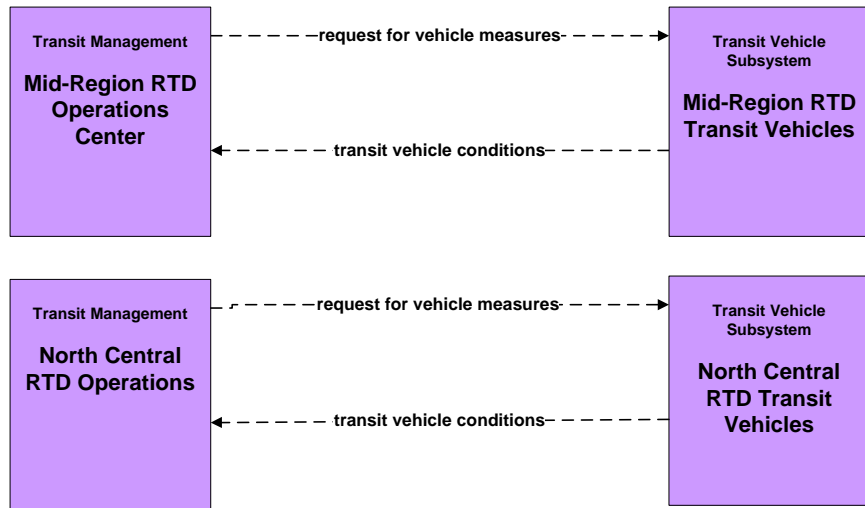 Transit Management
Mid-Region RTD
Operations
Center
request for vehicle measures
transit vehicle conditions
Transit Vehicle
Subsystem
Mid-Region RTD
Transit Vehicles
Transit Management
North Central
RTD Operations
request for vehicle measures
transit vehicle conditions
Transit Vehicle
Subsystem
North Central
RTD Transit
Vehicles